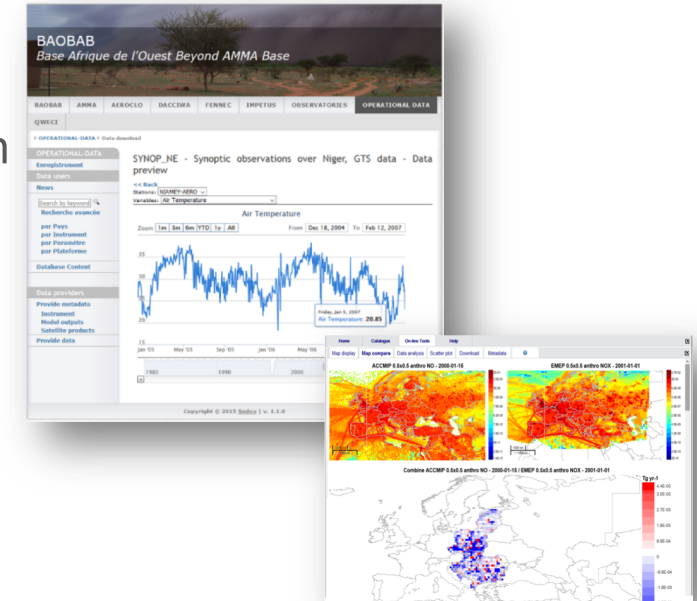 n
BAOBAB
Base Afrique de l'Ouest Beyond AMMA Base
BAOBAB AMMA AEROCLO DACCIWA FENNEC IMPETUS OBSERVATORIES OPERATIONAL DATA
QWECI
OPERATIONAL-DATA > Data download
OPERATIONAL-DATA
Enregistrement
Data users
News
Search by keyword
Recherche avancée
par Pays
par Instrument
par Paramètre
par Plateforme
Database Content
Data providers
Provide metadata
Instrument
Model outputs
Satellite products
Provide data
SYNOP_NE - Synoptic observations over Niger, GTS data - Data
preview
<< Back
Stations: NIAMEY-AERO
Variables: Air Temperature
Air Temperature
Zoom 1m 3m 6m YTD 1y All From Dec 18, 2004 To Feb 12, 2007
35
30
20
15
Friday, Jan 5, 2007
Air Temperature: 20.85
Jan '05 May '05 Sep '05 Jan '06 May '06
1980 1990 2000
Copyright © 2015 Sedoo | v. 1.1.0
Home Catalogue On-line Tools Help
Map display Map compare Data analysis Scatter plot Download Metadata
ACCMIP 0.5x0.5 anthro NO - 2000-01-15
EMEP 0.5x0.5 anthro NOX - 2001-01-01
Combine ACCMIP 0.5x0.5 anthro NO - 2000-01-15 / EMEP 0.5x0.5 anthro NOX - 2001-01-01
Tg yr-1